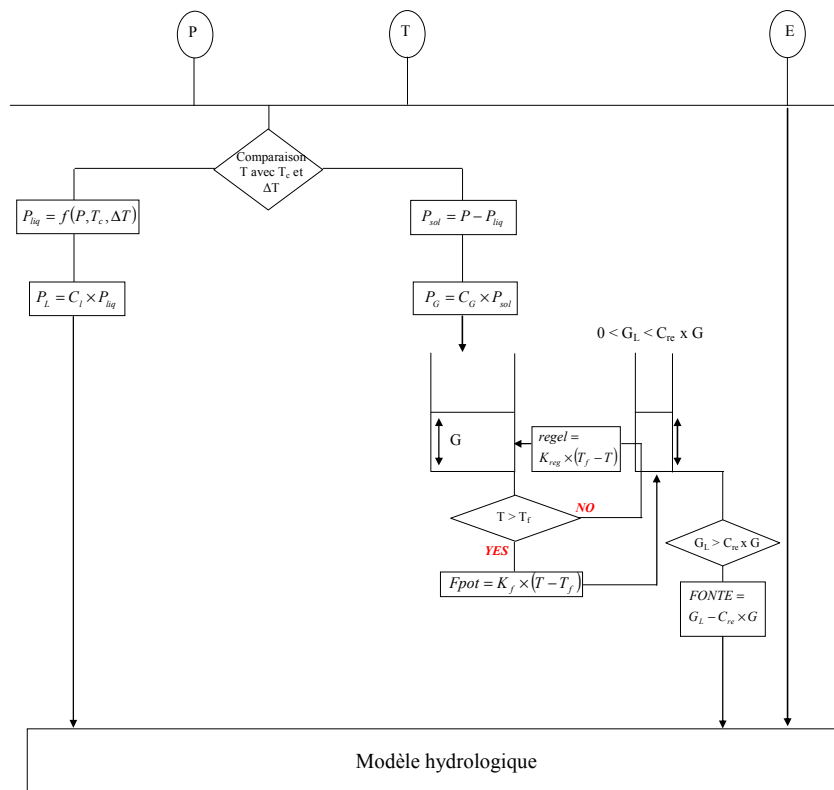 P
T
E
Comparaison
T avec T_c et
ΔT
P_liq = f(P, T_c, ΔT)
P_sol = P − P_liq
P_L = C_l × P_liq
P_G = C_G × P_sol
0 < G_L < C_re x G
G
regel =
K_reg × (T_f − T)
T > T_f
NO
YES
G_L > C_re x G
Fpot = K_f × (T − T_f)
FONTE =
G_L − C_re × G
Modèle hydrologique